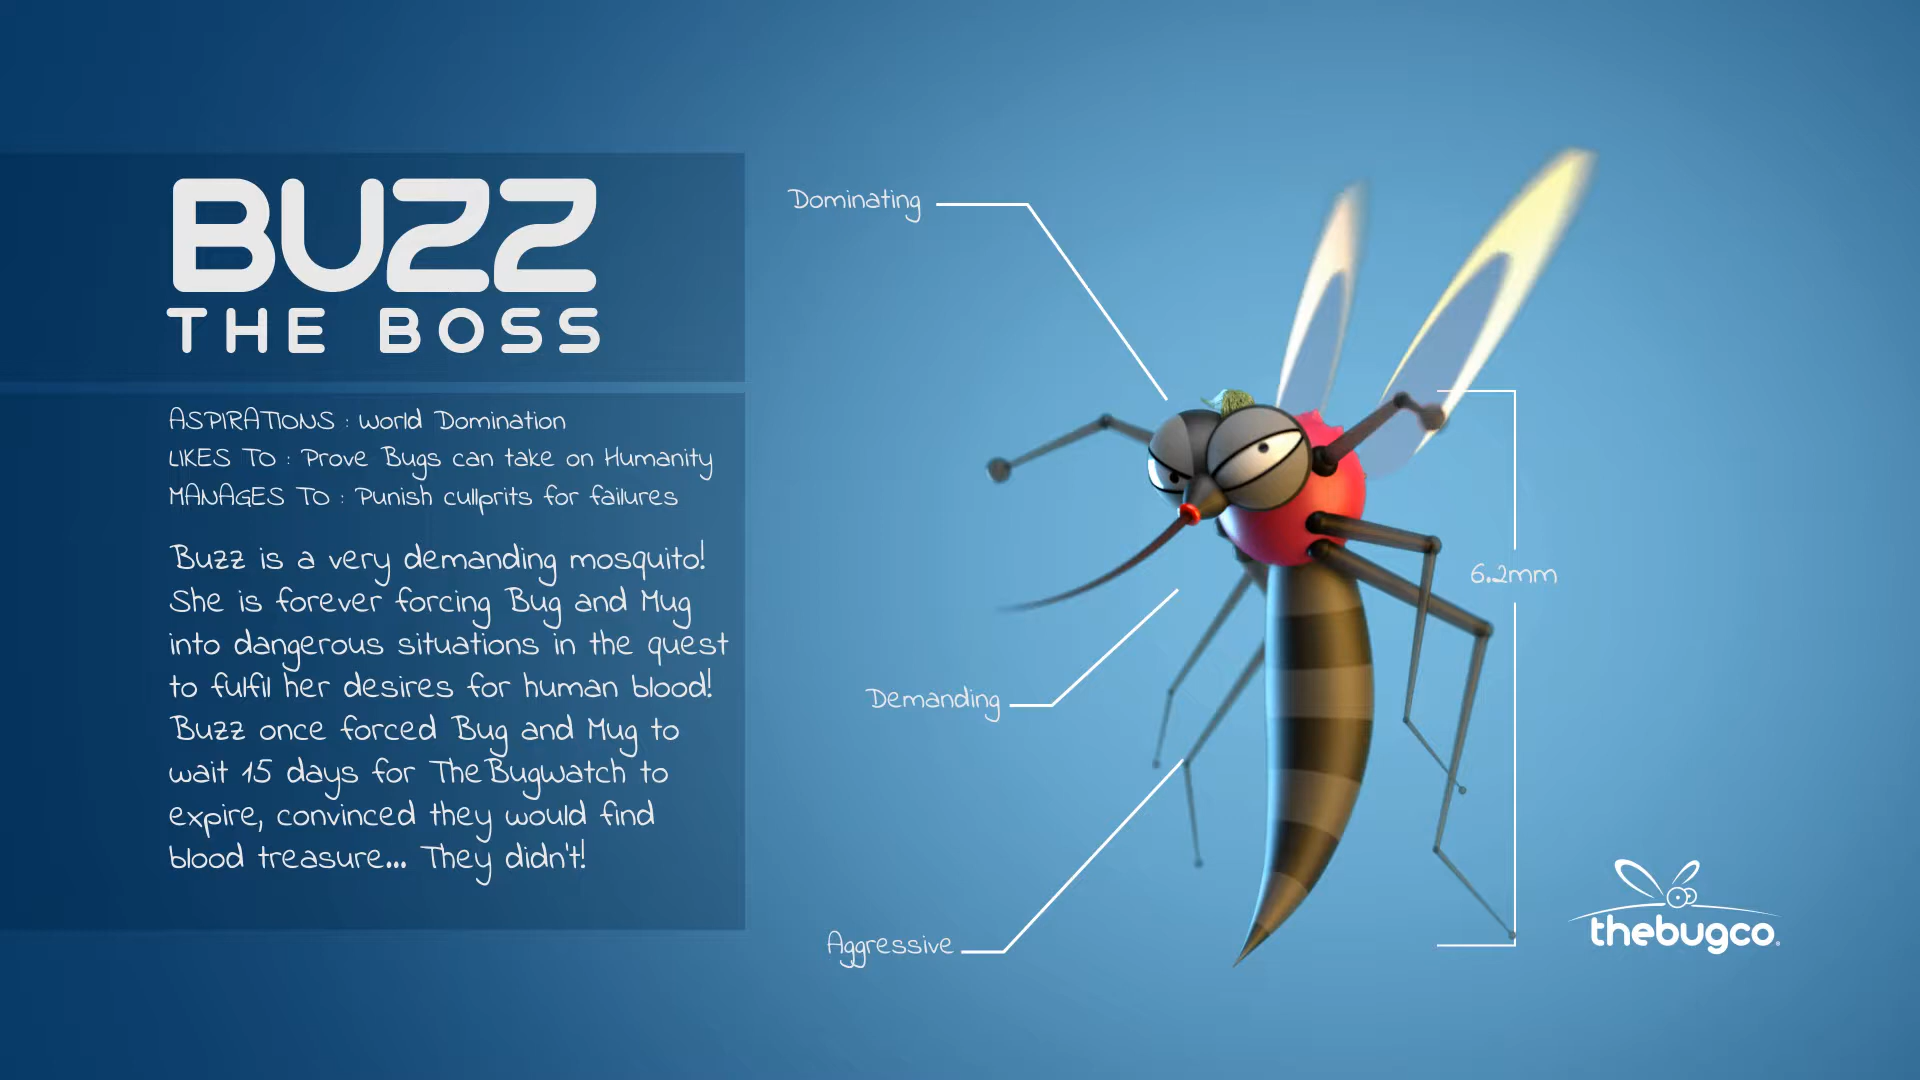 BUZZ
THE BOSS
ASPIRATIONS : World Domination
LIKES TO : Prove Bugs can take on Humanity
MANAGES TO : Punish cullprits for failures
Buzz is a very demanding mosquito!
She is forever forcing Bug and Mug
into dangerous situations in the quest
to fulfil her desires for human blood!
Buzz once forced Bug and Mug to
wait 15 days for TheBugwatch to
expire, convinced they would find
blood treasure... They didn't!
Dominating
6.2mm
Demanding
Aggressive
thebugco.